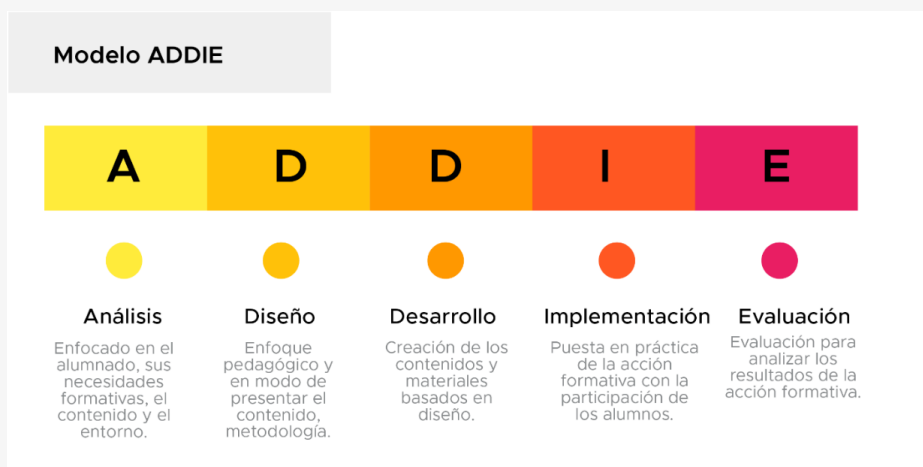 Modelo ADDIE
A D D I E
Análisis
Enfocado en el
alumnado, sus
necesidades
formativas, el
contenido y el
entorno.
Diseño
Enfoque
pedagógico y
en modo de
presentar el
contenido,
metodología.
Desarrollo
Creación de los
contenidos y
materiales
basados en
diseño.
Implementación
Puesta en práctica
de la acción
formativa con la
participación de
los alumnos.
Evaluación
Evaluación para
analizar los
resultados de la
acción formativa.